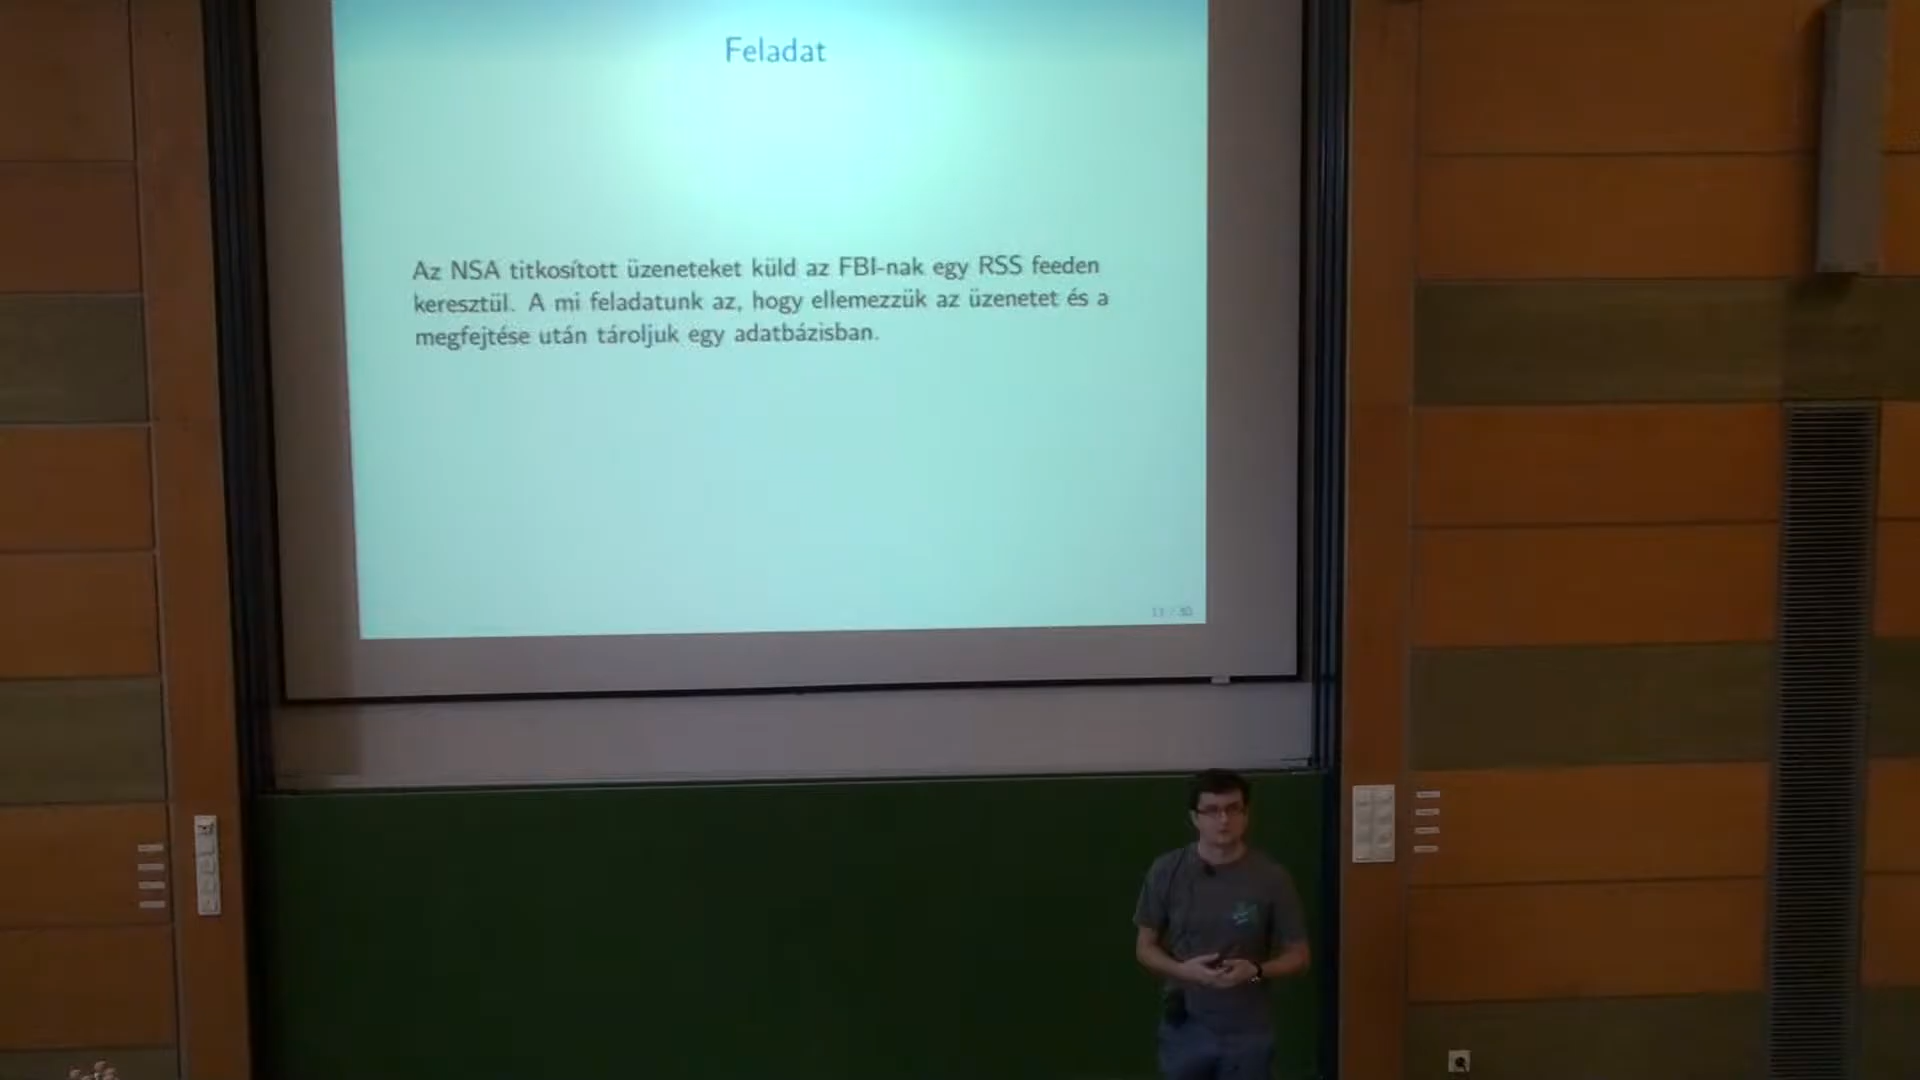 Feladat
Az NSA titkosított üzeneteket küld az FBI-nak egy RSS feeden
keresztül. A mi feladatunk az, hogy ellemezzük az üzenetet és a
megfejtése után tároljuk egy adatbázisban.